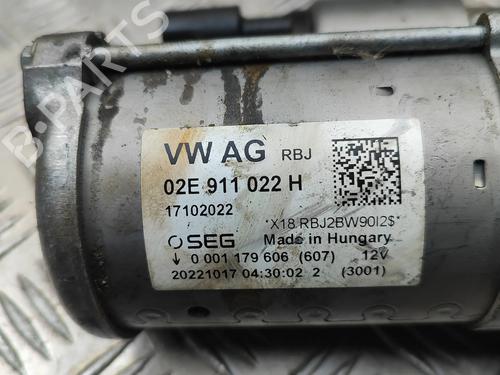 VW AG RBJ
02E 911 022 H
17102022
*X18 RBJ2BW90I2$*
SEG Made in Hungary
↓ 0 001 179 606 (607) 12V
20221017 04:30:02 2 (3001)
B-PARTS